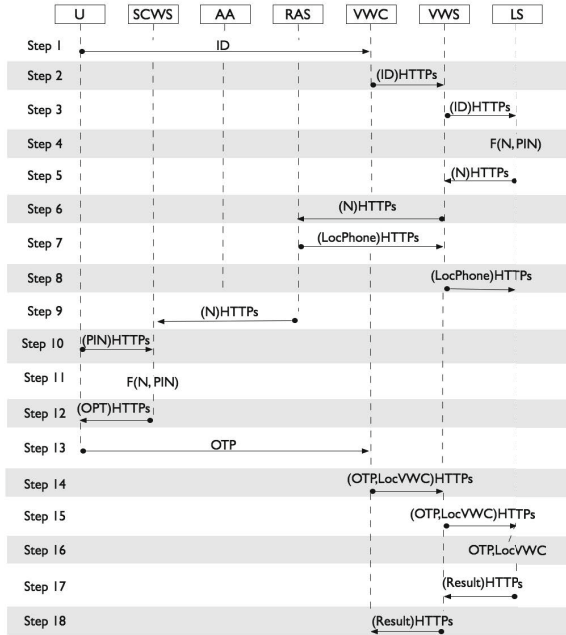 U SCWS AA RAS VWC VWS LS
Step 1 ID
Step 2 (ID)HTTPs
Step 3 (ID)HTTPs
Step 4 F(N,PIN)
Step 5 (N)HTTPs
Step 6 (N)HTTPs
Step 7 (LocPhone)HTTPs
Step 8 (LocPhone)HTTPs
Step 9 (N)HTTPs
Step 10 (PIN)HTTPs
Step 11 F(N, PIN)
Step 12 (OPT)HTTPs
Step 13 OTP
Step 14 (OTP,LocVWC)HTTPs
Step 15 (OTP,LocVWC)HTTPs
Step 16 OTP,LocVWC
Step 17 (Result)HTTPs
Step 18 (Result)HTTPs